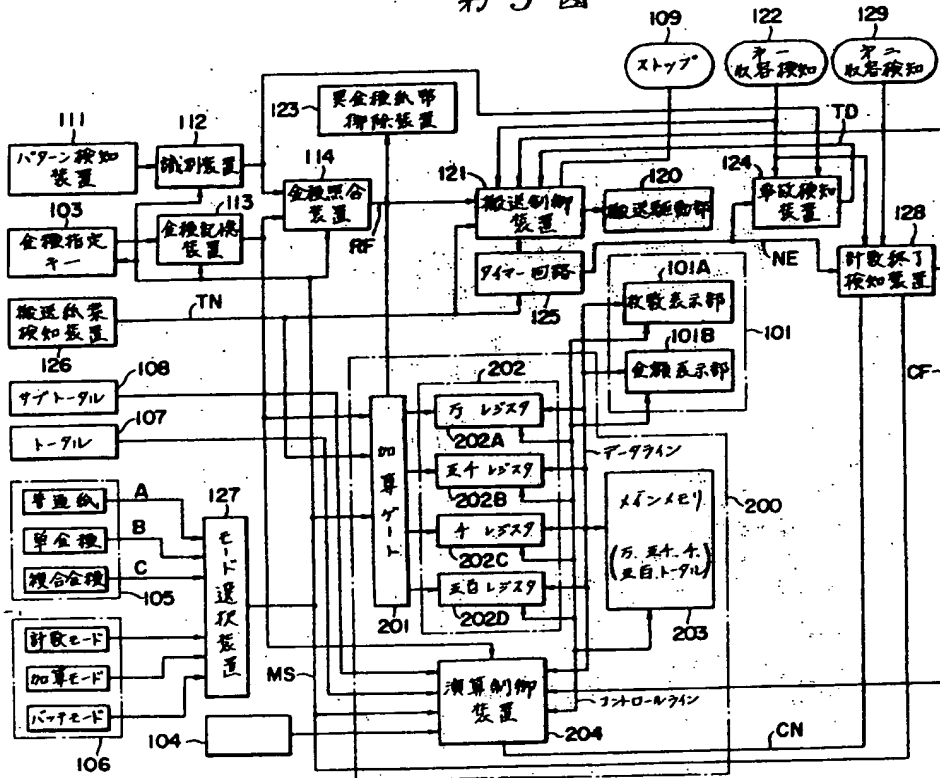 第 5 図
109
ストップ
122
第一
収容検知
129
第二
収容検知
123
異金種紙幣
排除装置
111
パターン検知
装置
112
識別装置
114
金種照合
装置
RF
121
搬送制御
装置
120
搬送駆動部
TD
124
事故検知
装置
103
金種指定
キー
113
金種記憶
装置
タイマー回路
125
NE
128
計数終了
検知装置
搬送紙葉
検知装置
126
TN
101A
枚数表示部
101
101B
金額表示部
CF
サブトータル
108
トータル
107
202
加算ゲート
201
万 レジスタ
202A
五千 レジスタ
202B
千 レジスタ
202C
五百 レジスタ
202D
データライン
200
メインメモリ
(万、五千、千、
五百、トータル)
203
普通紙
A
単金種
B
複合金種
C
105
127
モード選択装置
計数モード
加算モード
バッチモード
106
MS
104
演算制御
装置
204
コントロールライン
CN